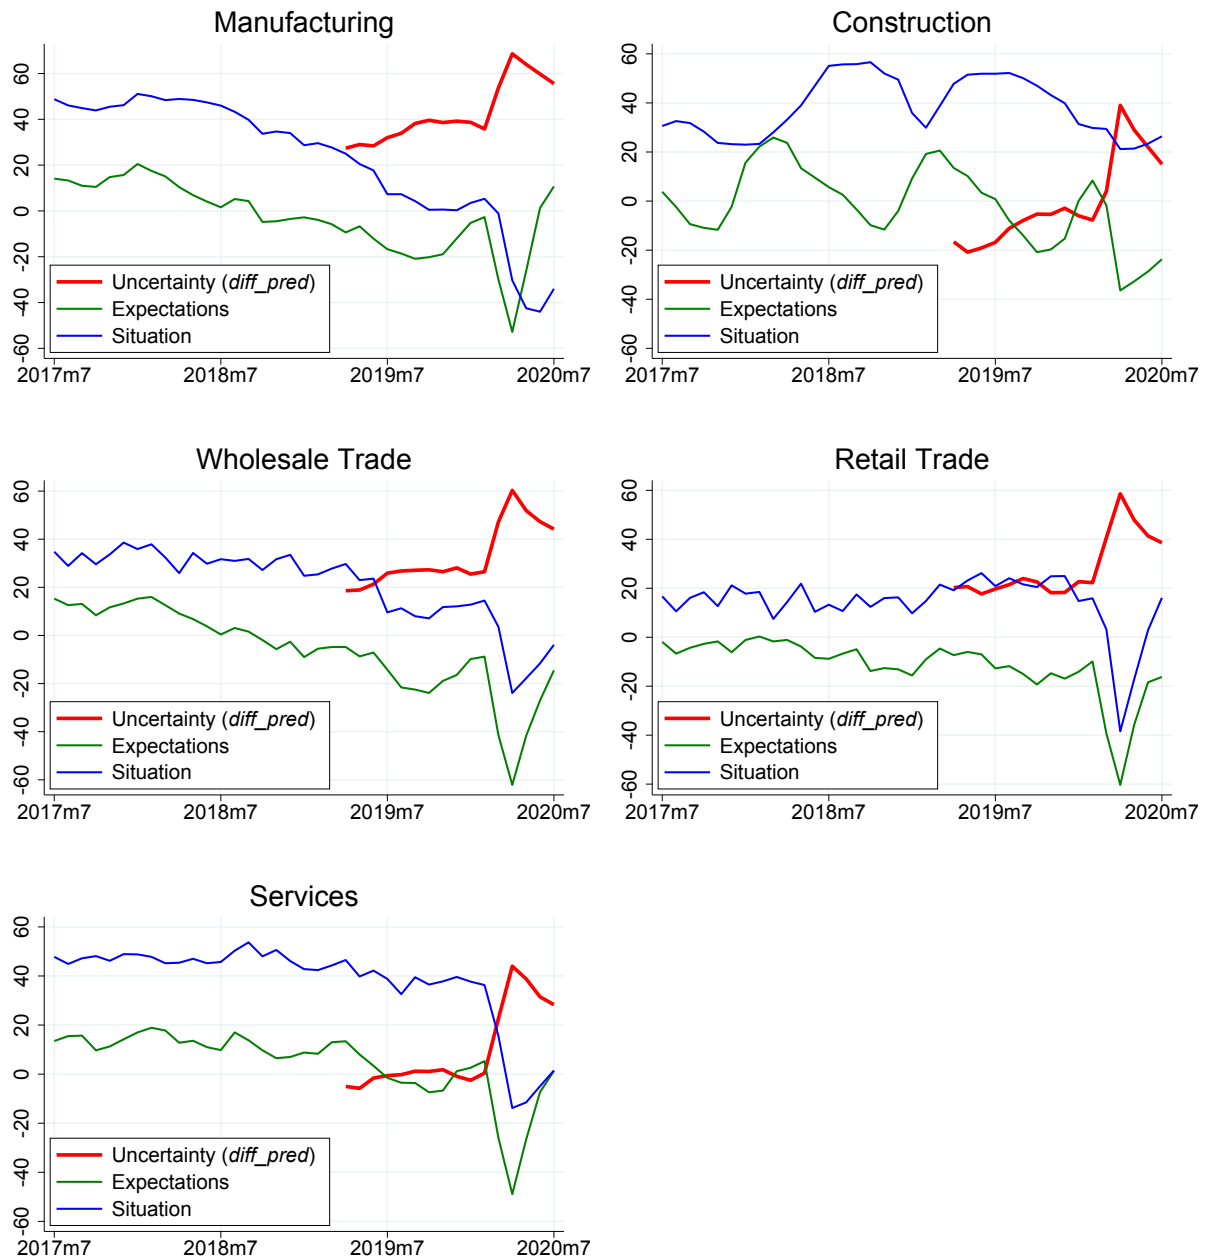 Manufacturing
60
40
20
0
-20
-40
-60
Uncertainty (diff_pred)
Expectations
Situation
2017m7 2018m7 2019m7 2020m7
Construction
60
40
20
0
-20
-40
-60
Uncertainty (diff_pred)
Expectations
Situation
2017m7 2018m7 2019m7 2020m7
Wholesale Trade
60
40
20
0
-20
-40
-60
Uncertainty (diff_pred)
Expectations
Situation
2017m7 2018m7 2019m7 2020m7
Retail Trade
60
40
20
0
-20
-40
-60
Uncertainty (diff_pred)
Expectations
Situation
2017m7 2018m7 2019m7 2020m7
Services
60
40
20
0
-20
-40
-60
Uncertainty (diff_pred)
Expectations
Situation
2017m7 2018m7 2019m7 2020m7